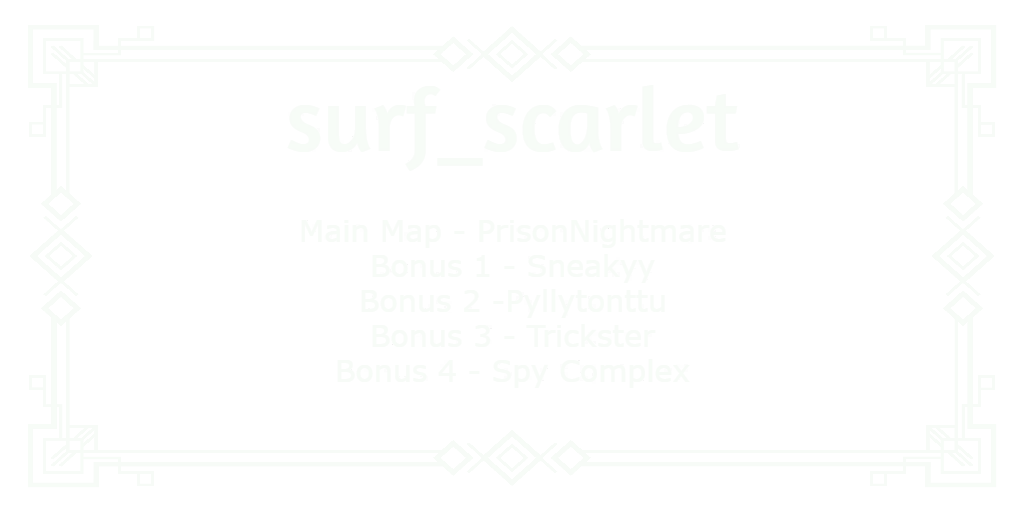 surf_scarlet
Main Map - PrisonNightmare
Bonus 1 - Sneakyy
Bonus 2 -Pyllytonttu
Bonus 3 - Trickster
Bonus 4 - Spy Complex